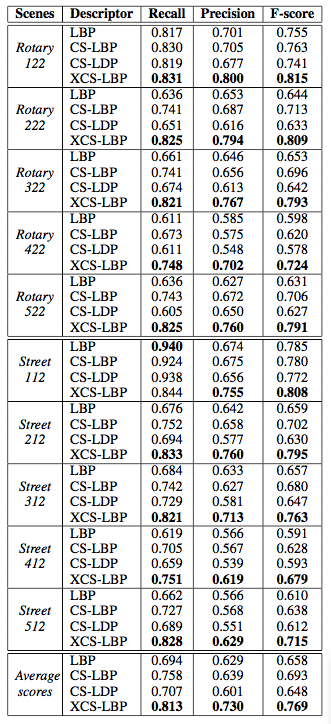 Scenes Descriptor Recall Precision F-score
LBP 0.817 0.701 0.755
Rotary CS-LBP 0.830 0.705 0.763
122 CS-LDP 0.819 0.677 0.741
XCS-LBP 0.831 0.800 0.815
LBP 0.636 0.653 0.644
Rotary CS-LBP 0.741 0.687 0.713
222 CS-LDP 0.651 0.616 0.633
XCS-LBP 0.825 0.794 0.809
LBP 0.661 0.646 0.653
Rotary CS-LBP 0.741 0.656 0.696
322 CS-LDP 0.674 0.613 0.642
XCS-LBP 0.821 0.767 0.793
LBP 0.611 0.585 0.598
Rotary CS-LBP 0.673 0.575 0.620
422 CS-LDP 0.611 0.548 0.578
XCS-LBP 0.748 0.702 0.724
LBP 0.636 0.627 0.631
Rotary CS-LBP 0.743 0.672 0.706
522 CS-LDP 0.605 0.650 0.627
XCS-LBP 0.825 0.760 0.791
LBP 0.940 0.674 0.785
Street CS-LBP 0.924 0.675 0.780
112 CS-LDP 0.938 0.656 0.772
XCS-LBP 0.844 0.755 0.808
LBP 0.676 0.642 0.659
Street CS-LBP 0.752 0.658 0.702
212 CS-LDP 0.694 0.577 0.630
XCS-LBP 0.833 0.760 0.795
LBP 0.684 0.633 0.657
Street CS-LBP 0.742 0.627 0.680
312 CS-LDP 0.729 0.581 0.647
XCS-LBP 0.821 0.713 0.763
LBP 0.619 0.566 0.591
Street CS-LBP 0.705 0.567 0.628
412 CS-LDP 0.659 0.539 0.593
XCS-LBP 0.751 0.619 0.679
LBP 0.662 0.566 0.610
Street CS-LBP 0.727 0.568 0.638
512 CS-LDP 0.689 0.551 0.612
XCS-LBP 0.828 0.629 0.715
LBP 0.694 0.629 0.658
Average CS-LBP 0.758 0.639 0.693
scores CS-LDP 0.707 0.601 0.648
XCS-LBP 0.813 0.730 0.769